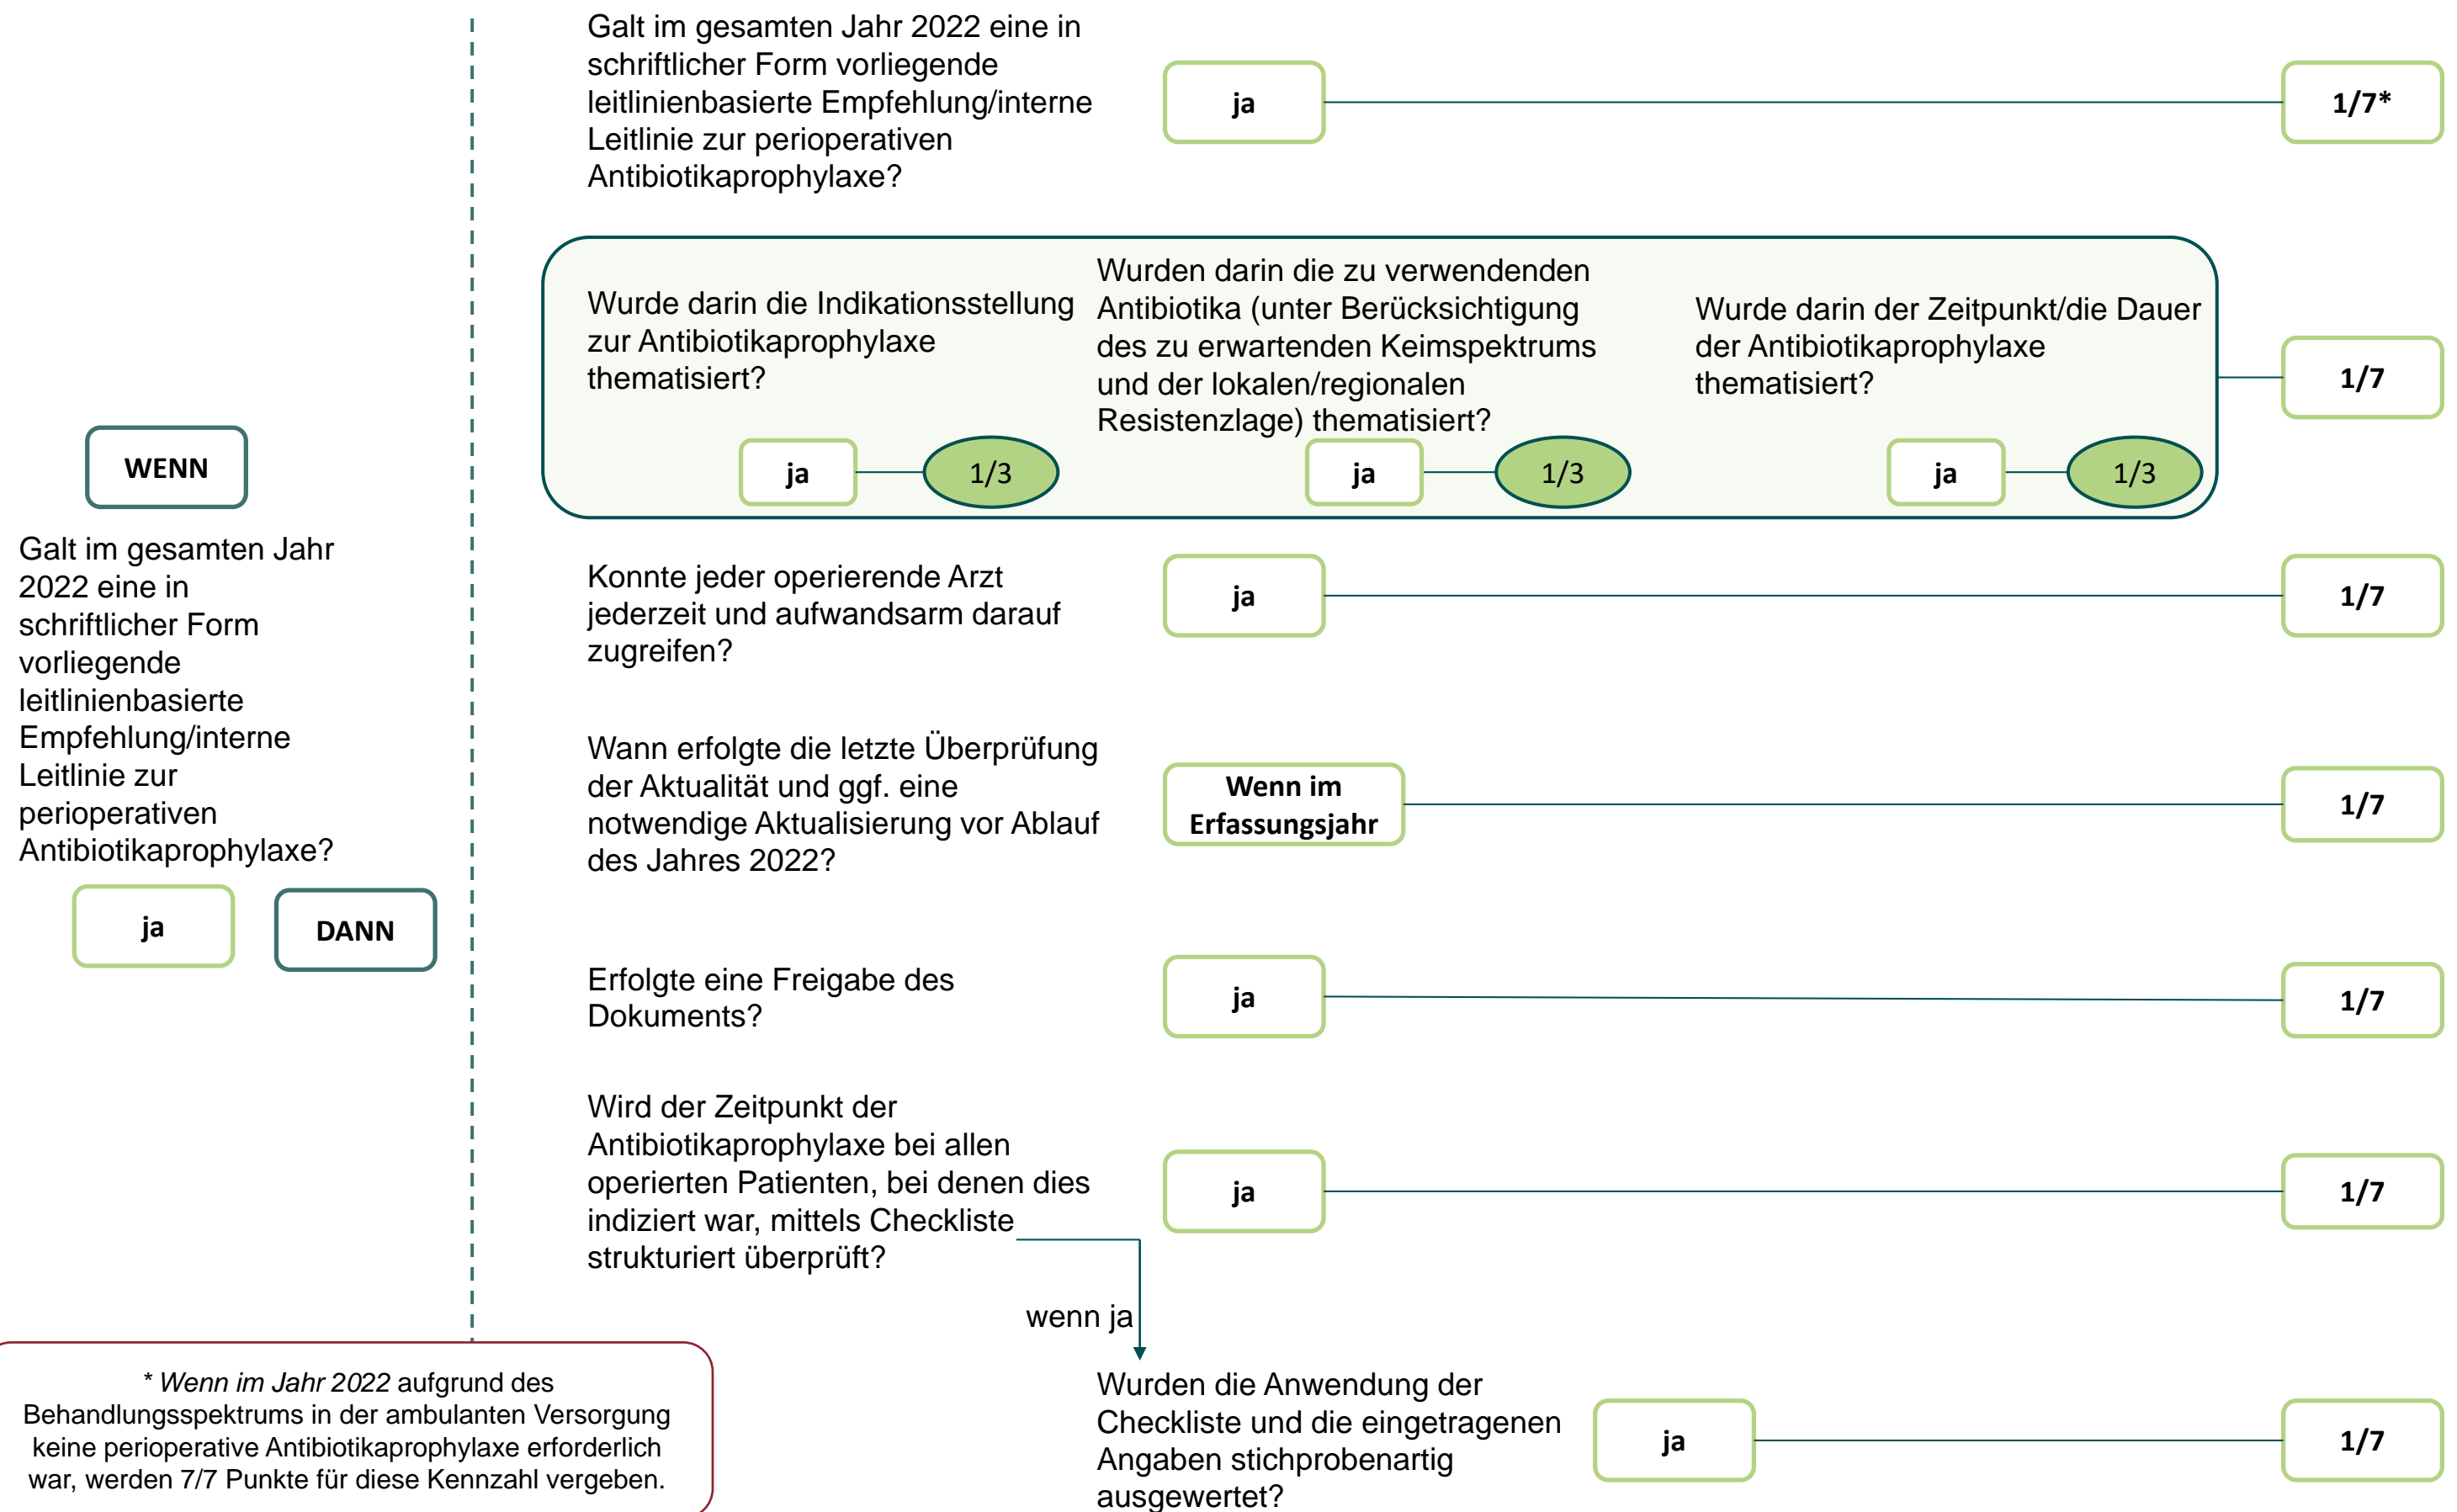 WENN
Galt im gesamten Jahr
2022 eine in
schriftlicher Form
vorliegende
leitlinienbasierte
Empfehlung/interne
Leitlinie zur
perioperativen
Antibiotikaprophylaxe?
ja
DANN
Galt im gesamten Jahr 2022 eine in
schriftlicher Form vorliegende
leitlinienbasierte Empfehlung/interne
Leitlinie zur perioperativen
Antibiotikaprophylaxe?
ja
1/7*
Wurde darin die Indikationsstellung
zur Antibiotikaprophylaxe
thematisiert?
ja
1/3
Wurden darin die zu verwendenden
Antibiotika (unter Berücksichtigung
des zu erwartenden Keimspektrums
und der lokalen/regionalen
Resistenzlage) thematisiert?
ja
1/3
Wurde darin der Zeitpunkt/die Dauer
der Antibiotikaprophylaxe
thematisiert?
ja
1/3
1/7
Konnte jeder operierende Arzt
jederzeit und aufwandsarm darauf
zugreifen?
ja
1/7
Wann erfolgte die letzte Überprüfung
der Aktualität und ggf. eine
notwendige Aktualisierung vor Ablauf
des Jahres 2022?
Wenn im
Erfassungsjahr
1/7
Erfolgte eine Freigabe des
Dokuments?
ja
1/7
Wird der Zeitpunkt der
Antibiotikaprophylaxe bei allen
operierten Patienten, bei denen dies
indiziert war, mittels Checkliste
strukturiert überprüft?
ja
1/7
wenn ja
Wurden die Anwendung der
Checkliste und die eingetragenen
Angaben stichprobenartig
ausgewertet?
ja
1/7
* Wenn im Jahr 2022 aufgrund des
Behandlungsspektrums in der ambulanten Versorgung
keine perioperative Antibiotikaprophylaxe erforderlich
war, werden 7/7 Punkte für diese Kennzahl vergeben.